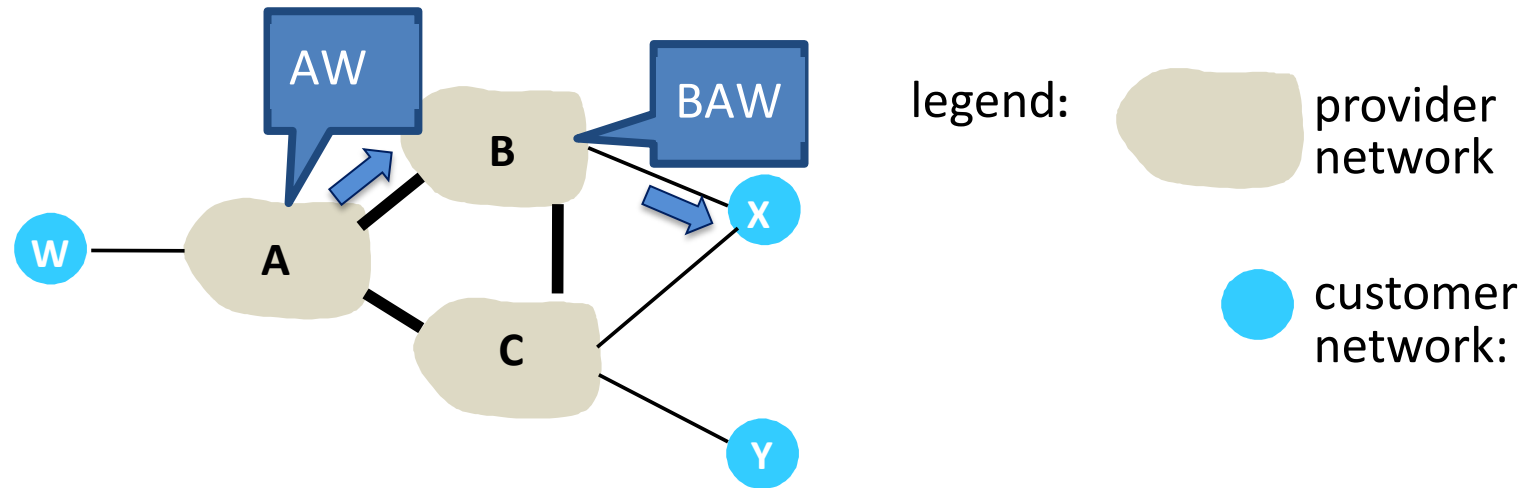 AW
BAW
B
X
W
A
C
Y
legend:
provider
network
customer
network: